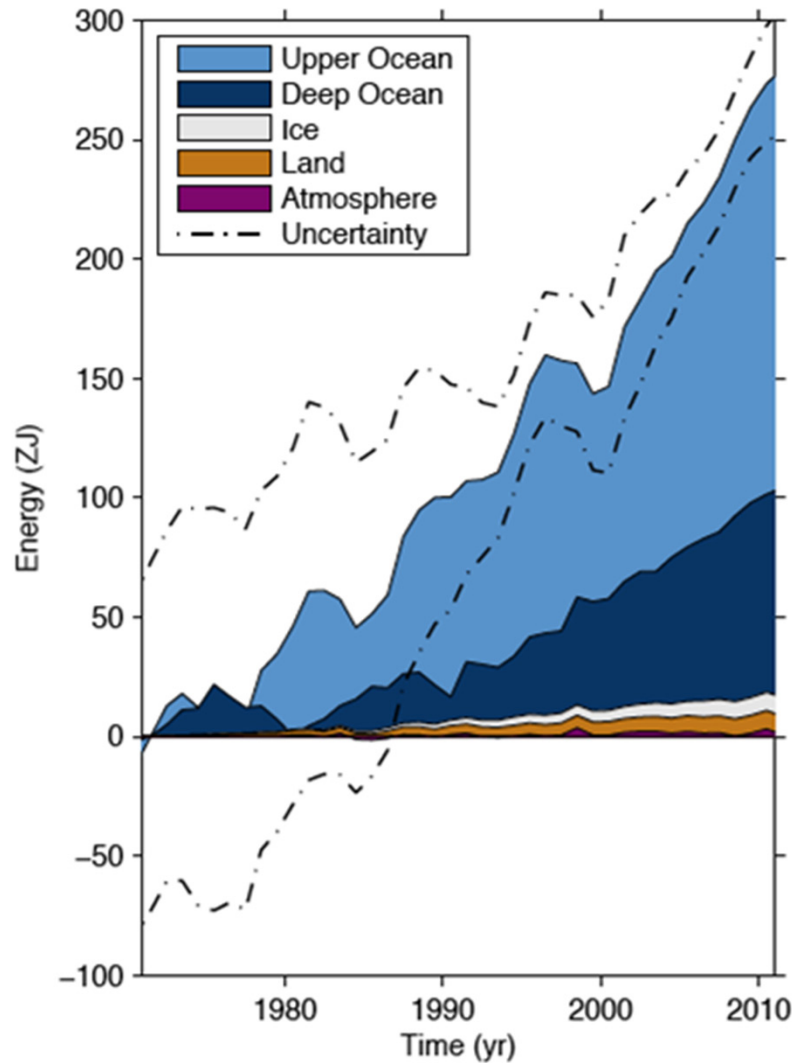 300
250
200
150
100
50
0
−50
−100
Energy (ZJ)
Upper Ocean
Deep Ocean
Ice
Land
Atmosphere
Uncertainty
1980
1990
2000
2010
Time (yr)